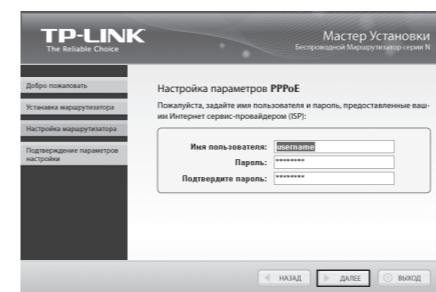 TP-LINK
The Reliable Choice
Мастер Установки
Беспроводной Маршрутизатор серии N
Добро пожаловать
Установка маршрутизатора
Настройка маршрутизатора
Подтверждение параметров
настройки
Настройка параметров PPPoE
Пожалуйста, задайте имя пользователя и пароль, предоставленные ваш-
им Интернет сервис-провайдером (ISP):
Имя пользователя: username
Пароль: ********
Подтвердите пароль: ********
НАЗАД
ДАЛЕЕ
ВЫХОД